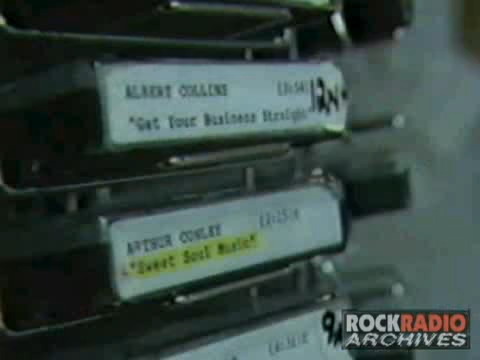 ALBERT COLLINS
"Get Your Business Straight"
ARTHUR CONLEY
"Sweet Soul Music"
ROCKRADIO
ARCHIVES